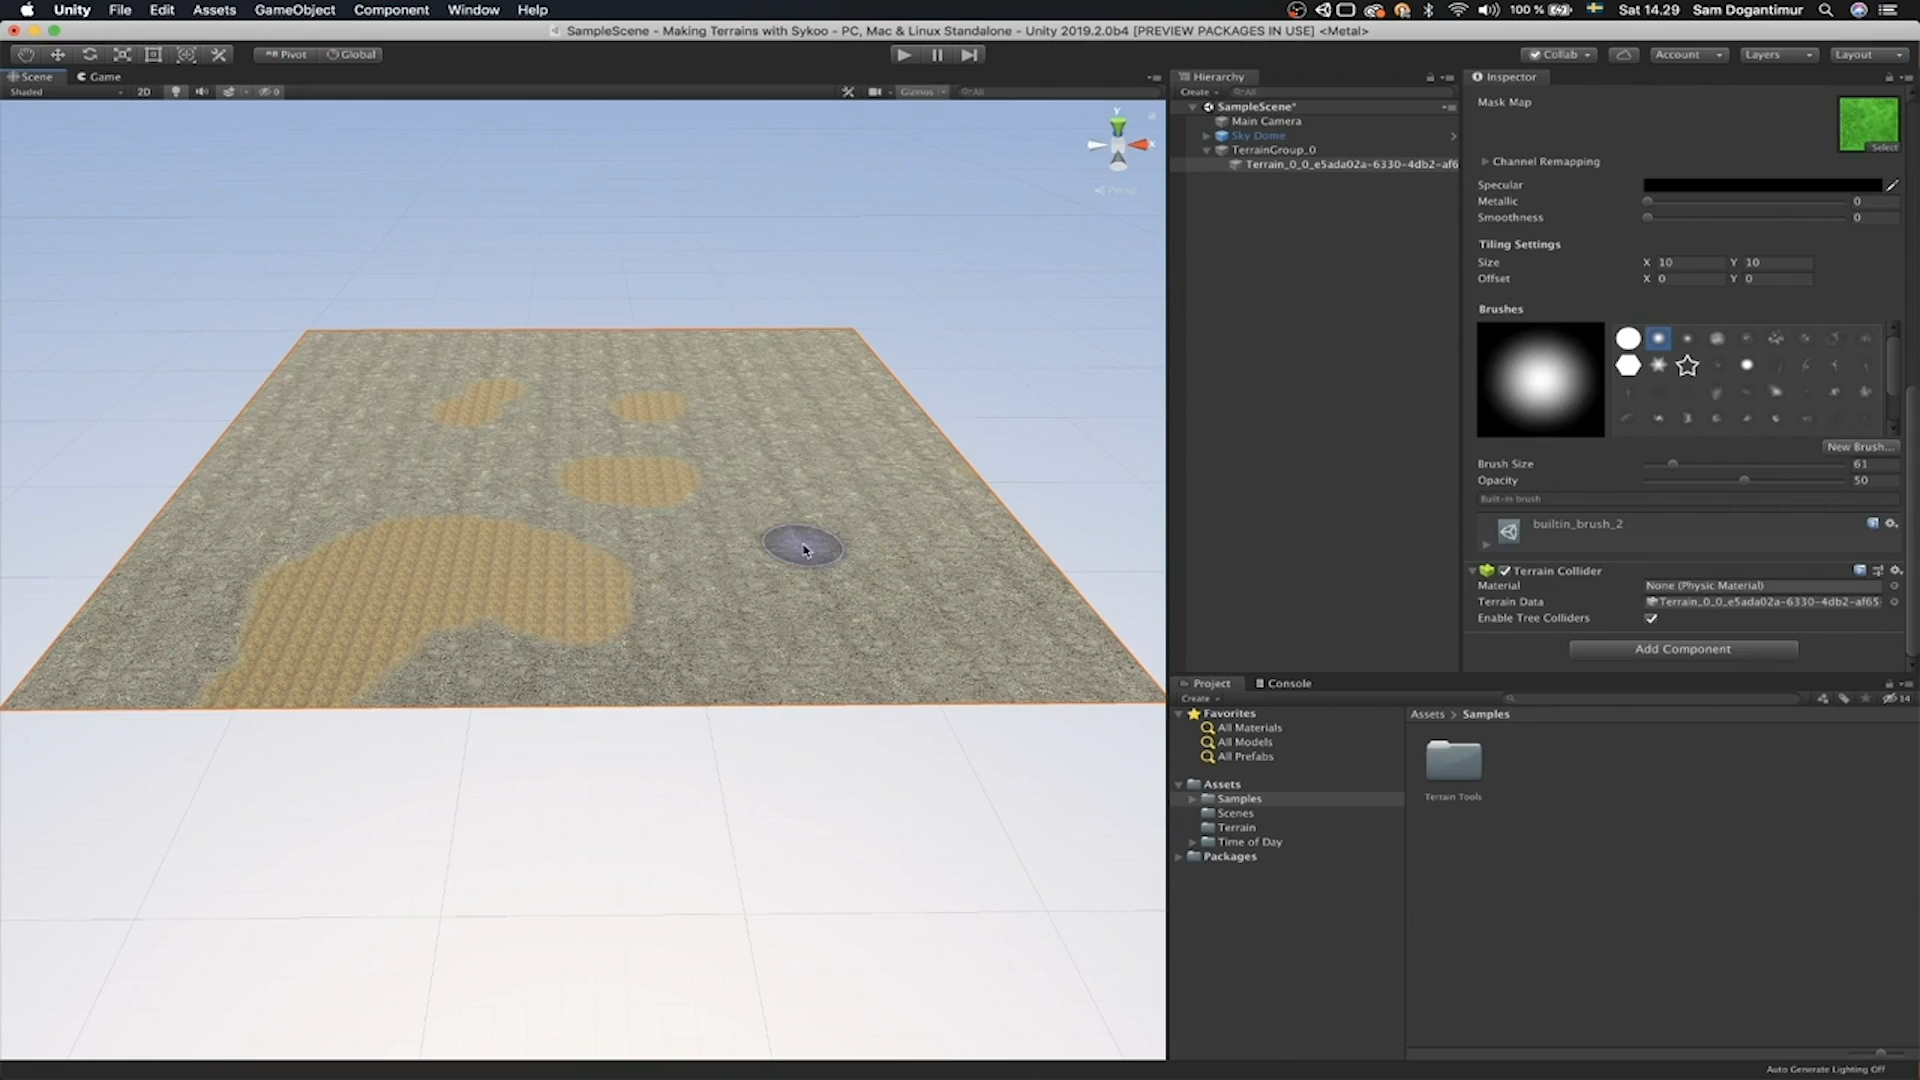 Unity File Edit Assets GameObject Component Window Help 100 % Sat 14.29 Sam Dogantimur
SampleScene - Making Terrains with Sykoo - PC, Mac & Linux Standalone - Unity 2019.2.0b4 [PREVIEW PACKAGES IN USE] <Metal>
Pivot Global Collab Account Layers Layout
Scene Game Hierarchy Inspector
Shaded 2D 0 Gizmos All Create All
Mask Map
Select
SampleScene*
Main Camera
Sky Dome
TerrainGroup_0
Terrain_0_0_e5ada02a-6330-4db2-af6
Y
Persp
Channel Remapping
Specular
Metallic 0
Smoothness 0
Tiling Settings
Size X 10 Y 10
Offset X 0 Y 0
Brushes
New Brush...
Brush Size 61
Opacity 50
Built-in brush
builtin_brush_2
Terrain Collider
Material None (Physic Material)
Terrain Data Terrain_0_0_e5ada02a-6330-4db2-af65-
Enable Tree Colliders
Add Component
Project Console
Create 14
Favorites
All Materials
All Models
All Prefabs
Assets
Samples
Scenes
Terrain
Time of Day
Packages
Assets > Samples
Terrain Tools
Auto Generate Lighting Off